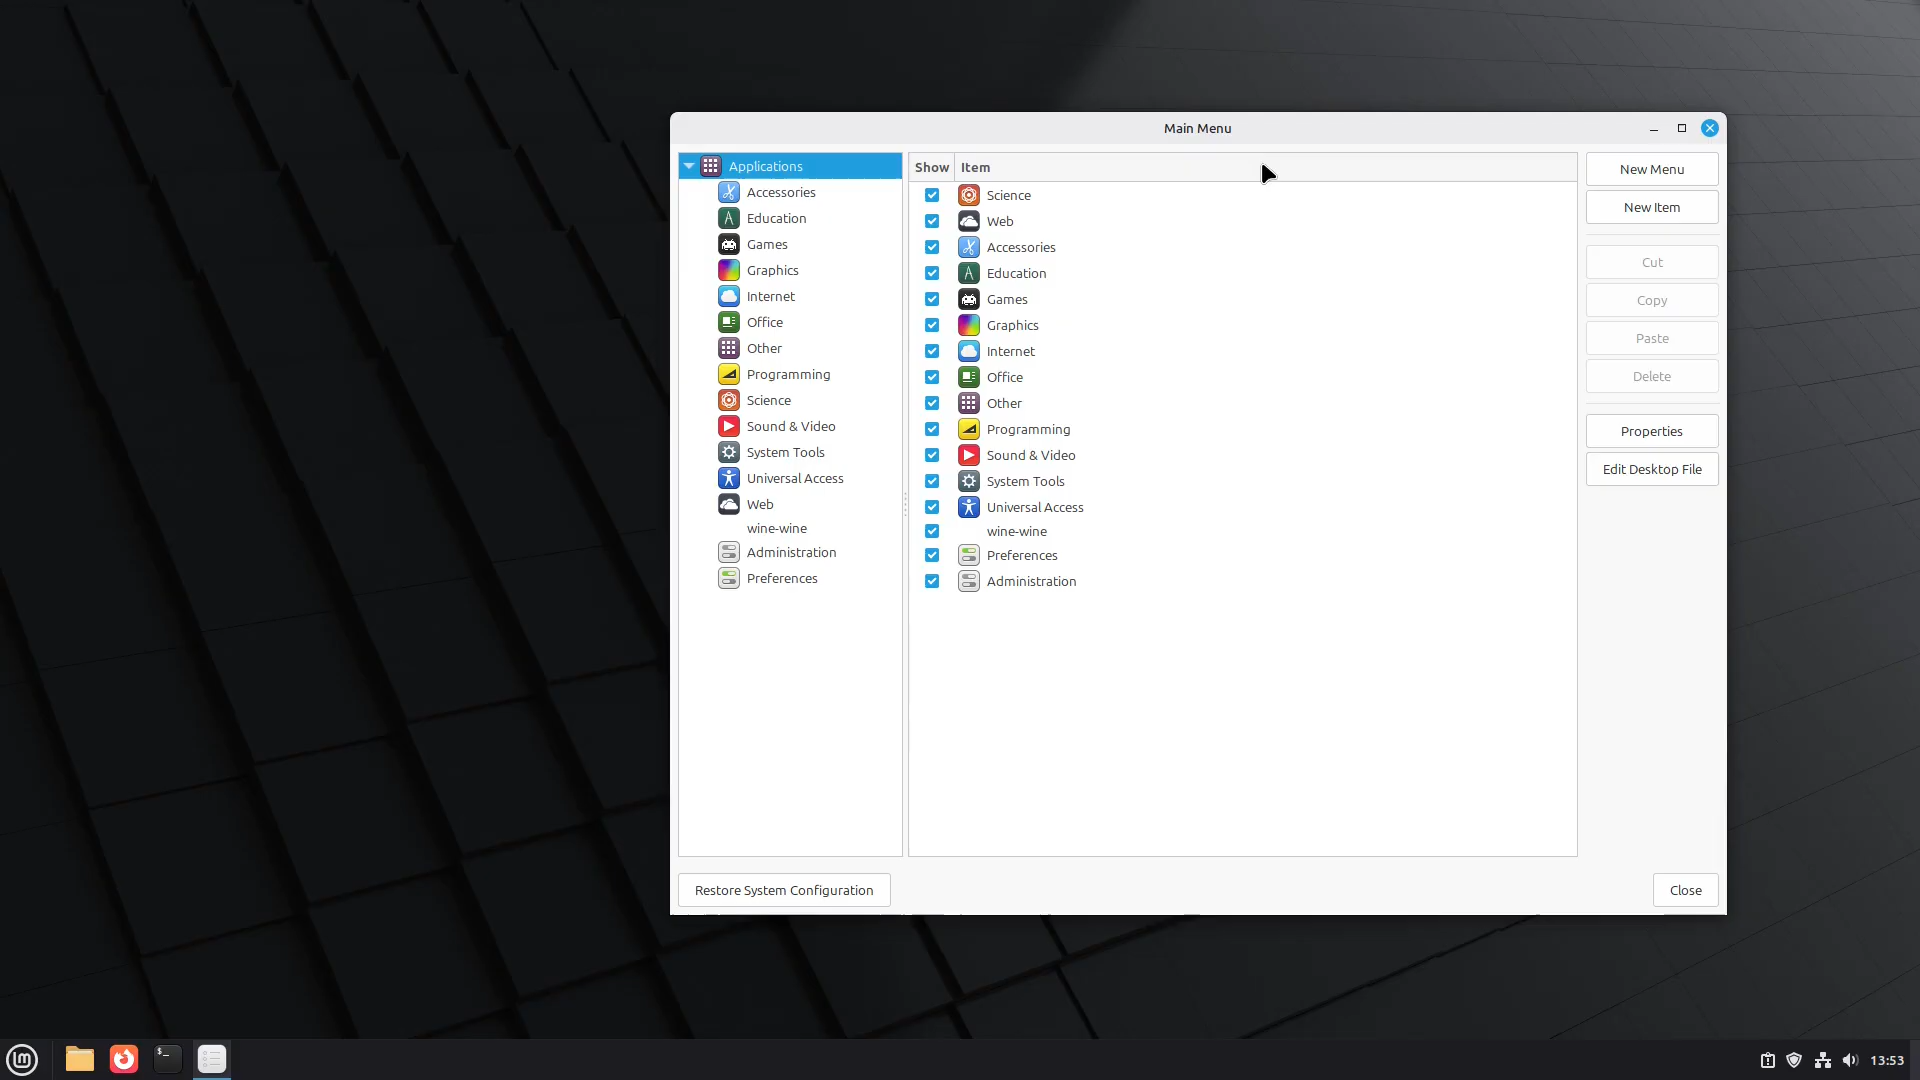 Main Menu
Applications
Accessories
Education
Games
Graphics
Internet
Office
Other
Programming
Science
Sound & Video
System Tools
Universal Access
Web
wine-wine
Administration
Preferences
Show Item
Science
Web
Accessories
Education
Games
Graphics
Internet
Office
Other
Programming
Sound & Video
System Tools
Universal Access
wine-wine
Preferences
Administration
New Menu
New Item
Cut
Copy
Paste
Delete
Properties
Edit Desktop File
Restore System Configuration
Close
$_
13:53